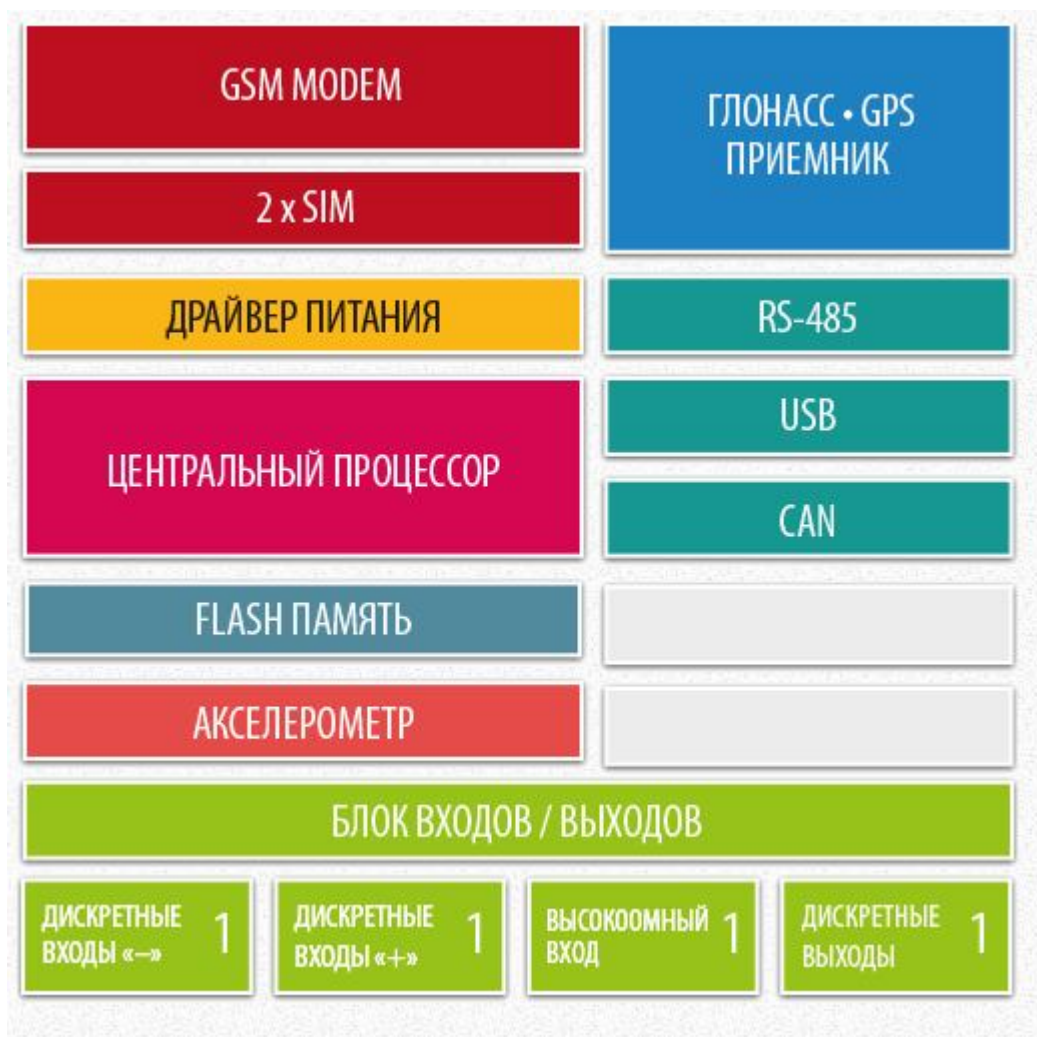 GSM MODEM
2 x SIM
ГЛОНАСС • GPS
ПРИЕМНИК
ДРАЙВЕР ПИТАНИЯ
RS-485
ЦЕНТРАЛЬНЫЙ ПРОЦЕССОР
USB
CAN
FLASH ПАМЯТЬ
АКСЕЛЕРОМЕТР
БЛОК ВХОДОВ / ВЫХОДОВ
ДИСКРЕТНЫЕ
ВХОДЫ «–»
1
ДИСКРЕТНЫЕ
ВХОДЫ «+»
1
ВЫСОКООМНЫЙ
ВХОД
1
ДИСКРЕТНЫЕ
ВЫХОДЫ
1